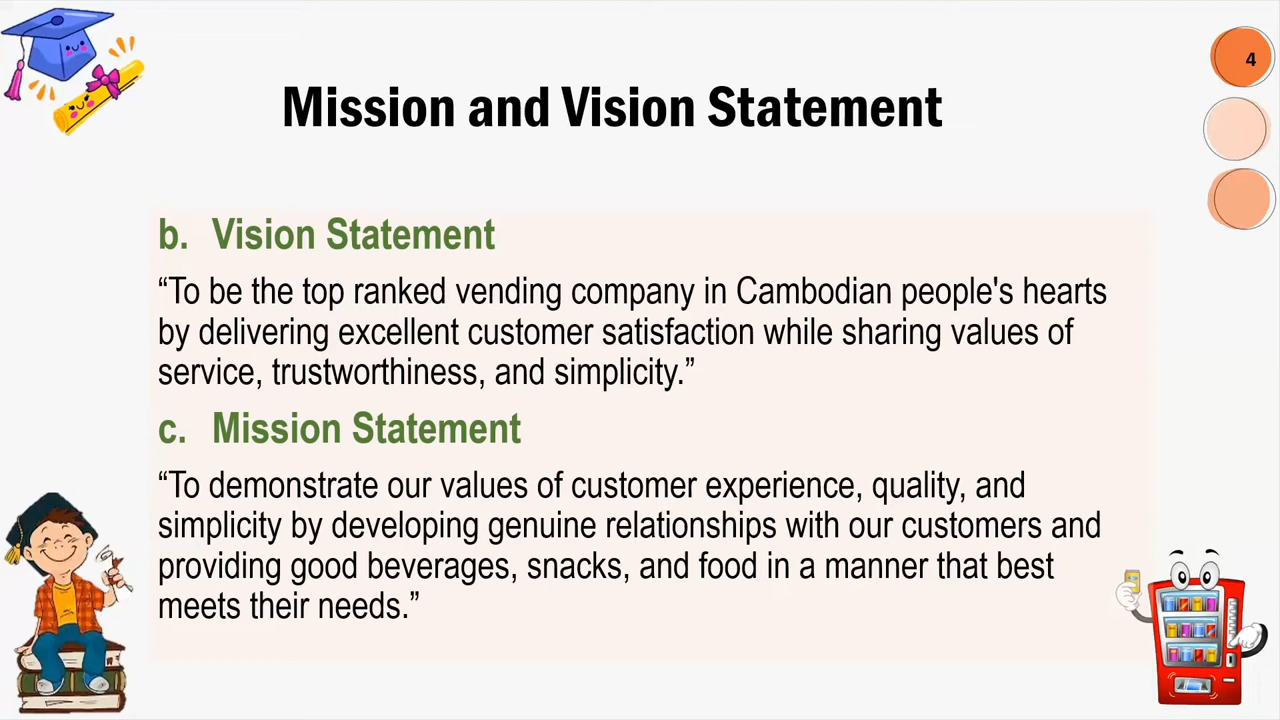 4
Mission and Vision Statement
b. Vision Statement
“To be the top ranked vending company in Cambodian people's hearts
by delivering excellent customer satisfaction while sharing values of
service, trustworthiness, and simplicity.”
c. Mission Statement
“To demonstrate our values of customer experience, quality, and
simplicity by developing genuine relationships with our customers and
providing good beverages, snacks, and food in a manner that best
meets their needs.”